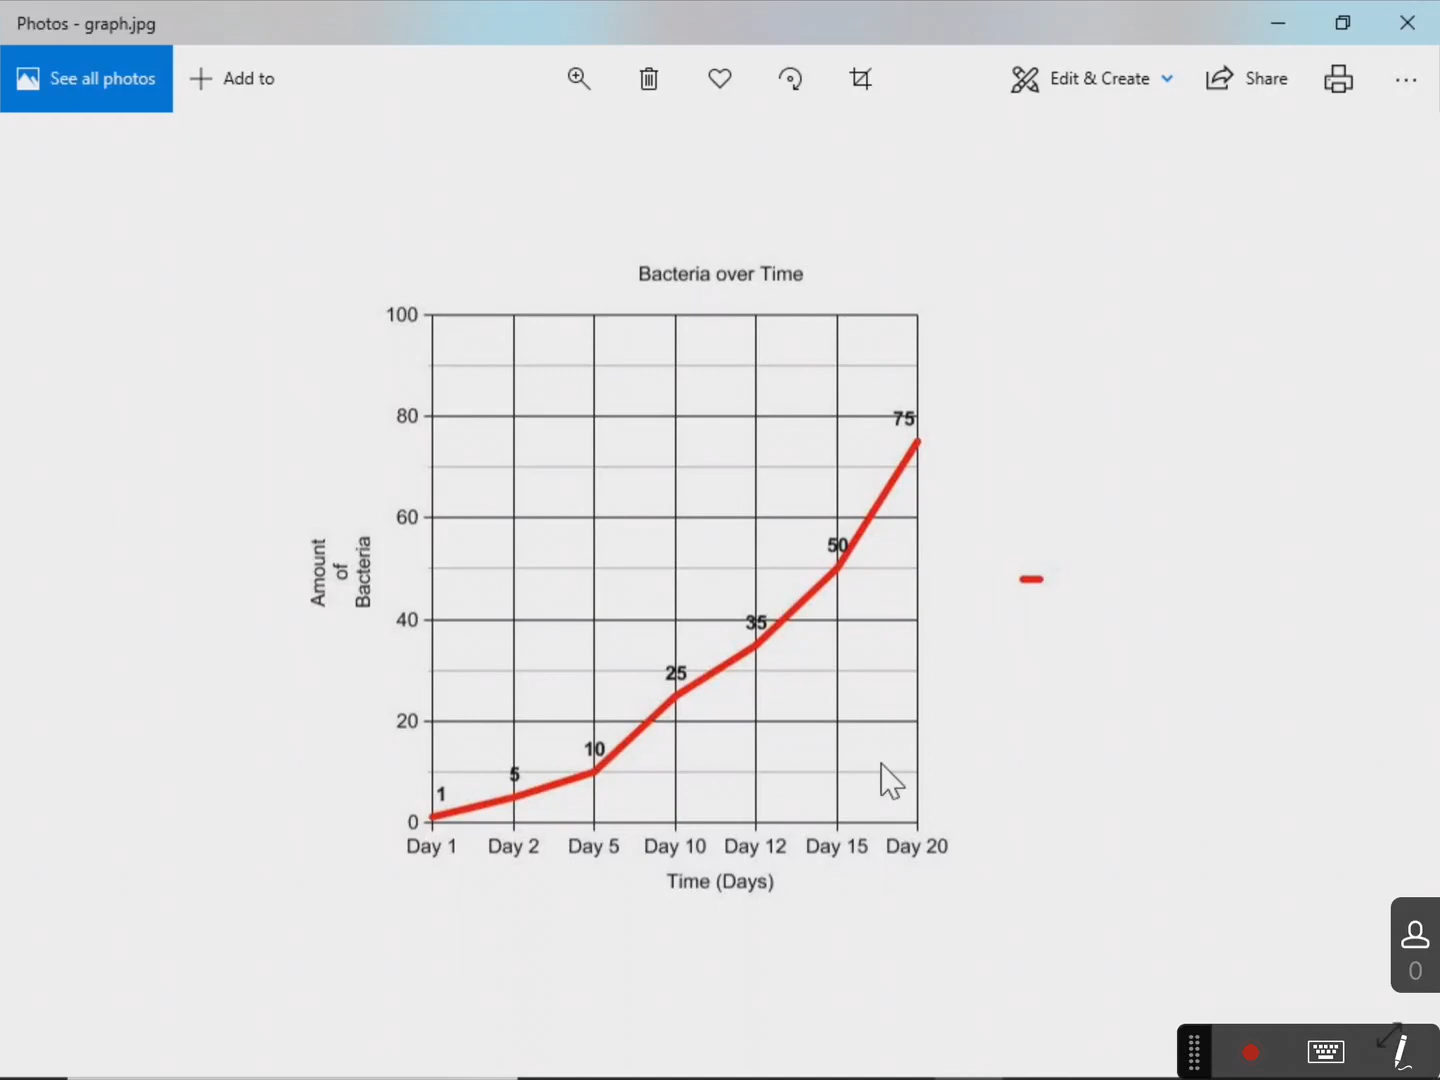 Photos - graph.jpg
See all photos
Add to
Edit & Create
Share
Bacteria over Time
100
80
60
40
20
0
Amount
of
Bacteria
1
5
10
25
35
50
75
Day 1 Day 2 Day 5 Day 10 Day 12 Day 15 Day 20
Time (Days)
0